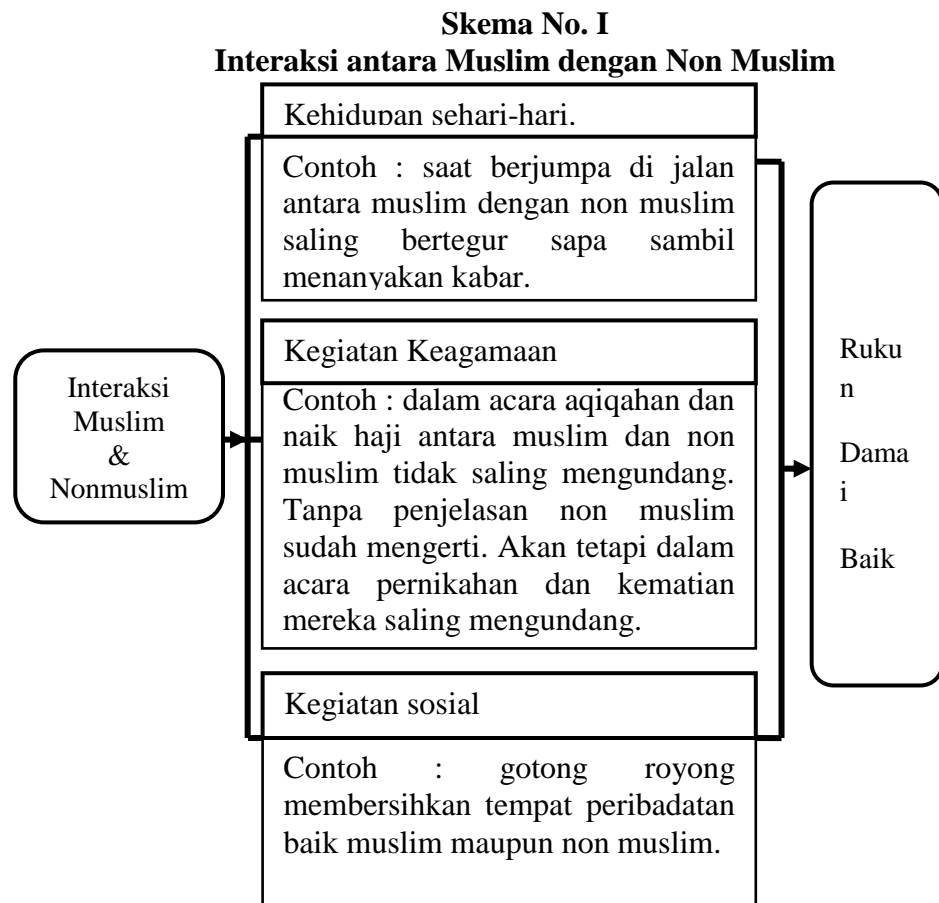 Skema No. I
Interaksi antara Muslim dengan Non Muslim
Kehidupan sehari-hari.
Contoh : saat berjumpa di jalan
antara muslim dengan non muslim
saling bertegur sapa sambil
menanyakan kabar.
Interaksi
Muslim
&
Nonmuslim
Kegiatan Keagamaan
Contoh : dalam acara aqiqahan dan
naik haji antara muslim dan non
muslim tidak saling mengundang.
Tanpa penjelasan non muslim
sudah mengerti. Akan tetapi dalam
acara pernikahan dan kematian
mereka saling mengundang.
Kegiatan sosial
Contoh : gotong royong
membersihkan tempat peribadatan
baik muslim maupun non muslim.
Ruku
n
Dama
i
Baik